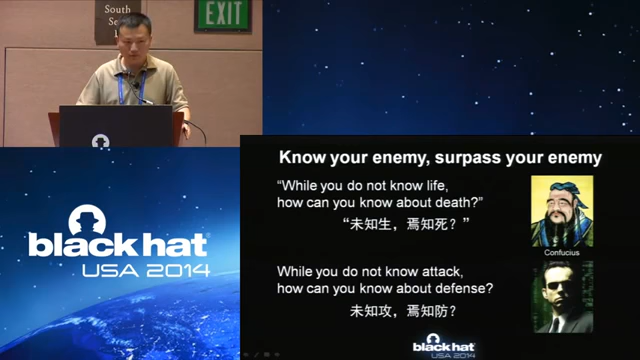 South
EXIT
Know your enemy, surpass your enemy
“While you do not know life,
how can you know about death?”
“未知生，焉知死？”
Confucius
While you do not know attack,
how can you know about defense?
未知攻，焉知防？
black hat
USA 2014
black hat
USA 2014